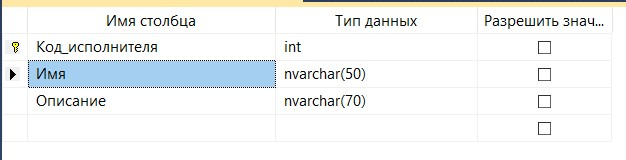 Имя столбца Тип данных Разрешить знач...
Код_исполнителя int
Имя nvarchar(50)
Описание nvarchar(70)